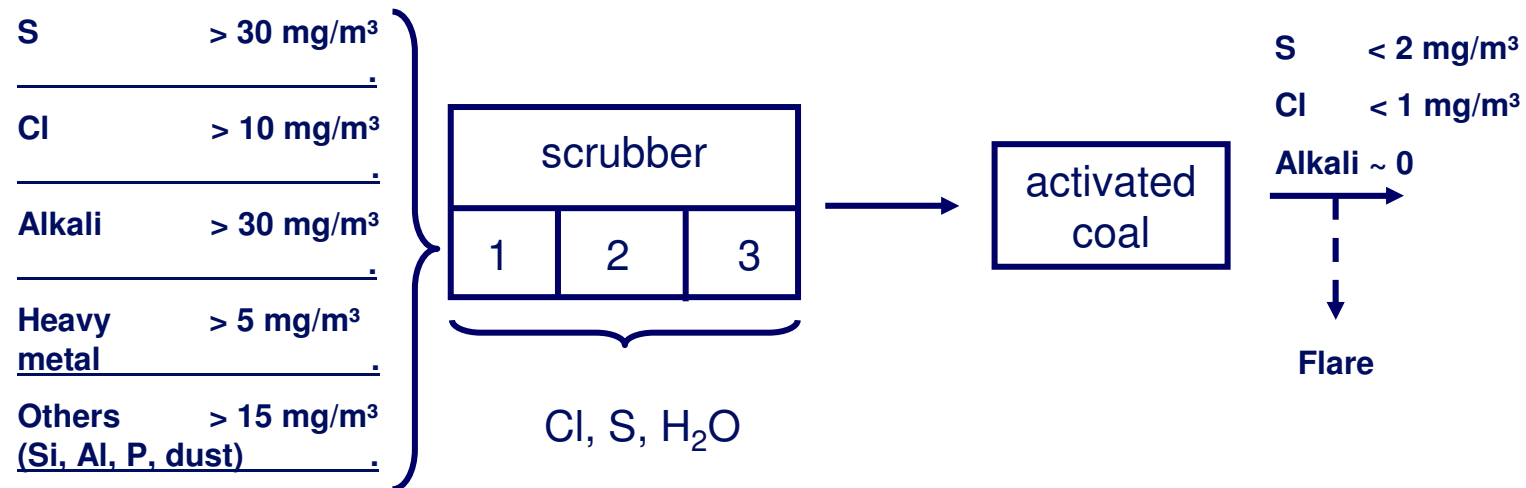 S > 30 mg/m³
.
Cl > 10 mg/m³
.
Alkali > 30 mg/m³
.
Heavy > 5 mg/m³
metal .
Others > 15 mg/m³
(Si, Al, P, dust) .
scrubber
1 2 3
Cl, S, H₂O
activated
coal
S < 2 mg/m³
Cl < 1 mg/m³
Alkali ~ 0
Flare